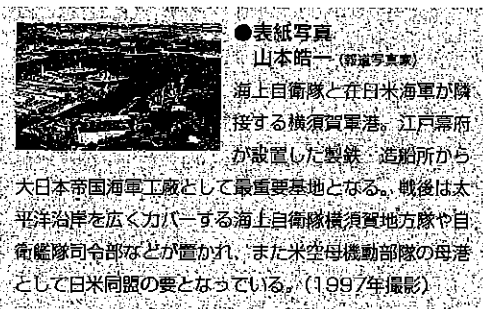 ●表紙写真
山本皓一(報道写真家)
海上自衛隊と在日米海軍が隣
接する横須賀軍港。江戸幕府
が設置した製鉄・造船所から
大日本帝国海軍工廠として最重要基地となる。戦後は太
平洋沿岸を広くカバーする海上自衛隊横須賀地方隊や自
衛艦隊司令部などが置かれ、また米空母機動部隊の母港
として日米同盟の要となっている。(1997年撮影)